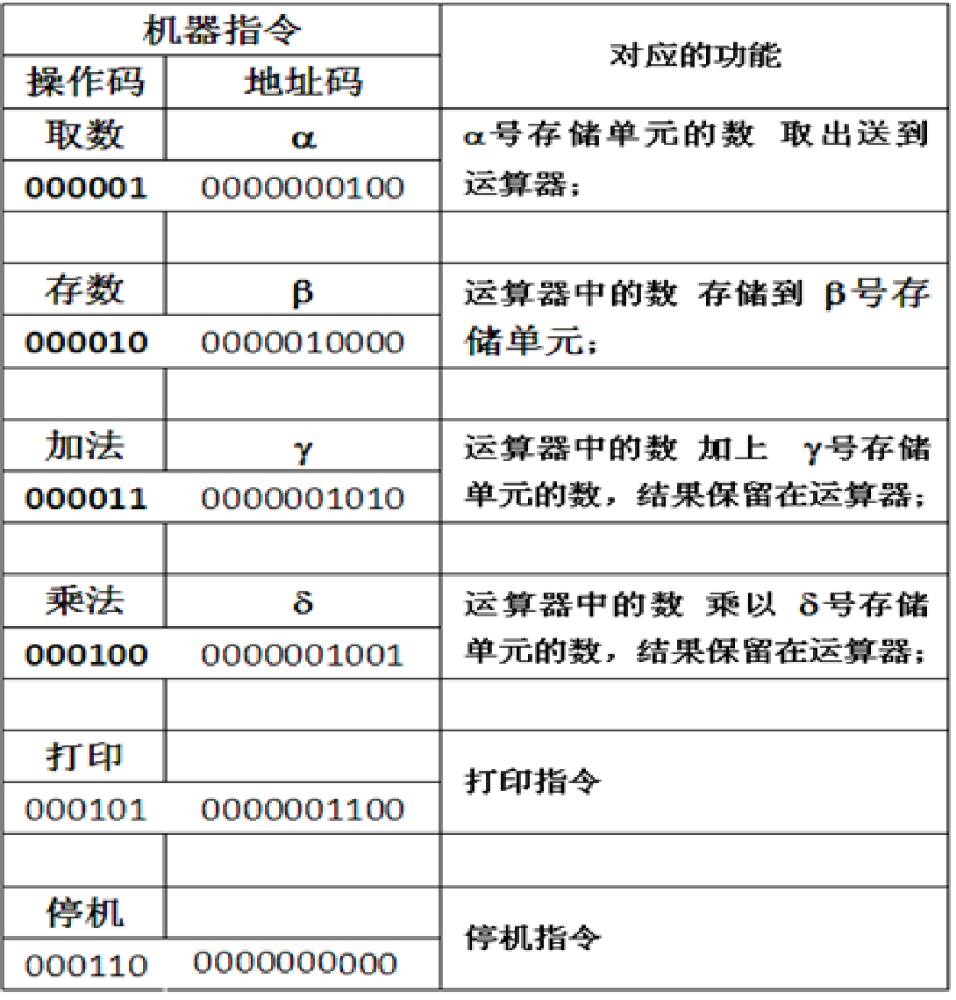 机器指令
对应的功能
操作码 地址码
取数 α
α号存储单元的数 取出送到
运算器；
000001 0000000100
存数 β
运算器中的数 存储到 β号存
储单元；
000010 0000010000
加法 γ
运算器中的数 加上 γ号存储
单元的数，结果保留在运算器；
000011 0000001010
乘法 δ
运算器中的数 乘以 δ号存储
单元的数，结果保留在运算器；
000100 0000001001
打印
打印指令
000101 0000001100
停机
停机指令
000110 0000000000